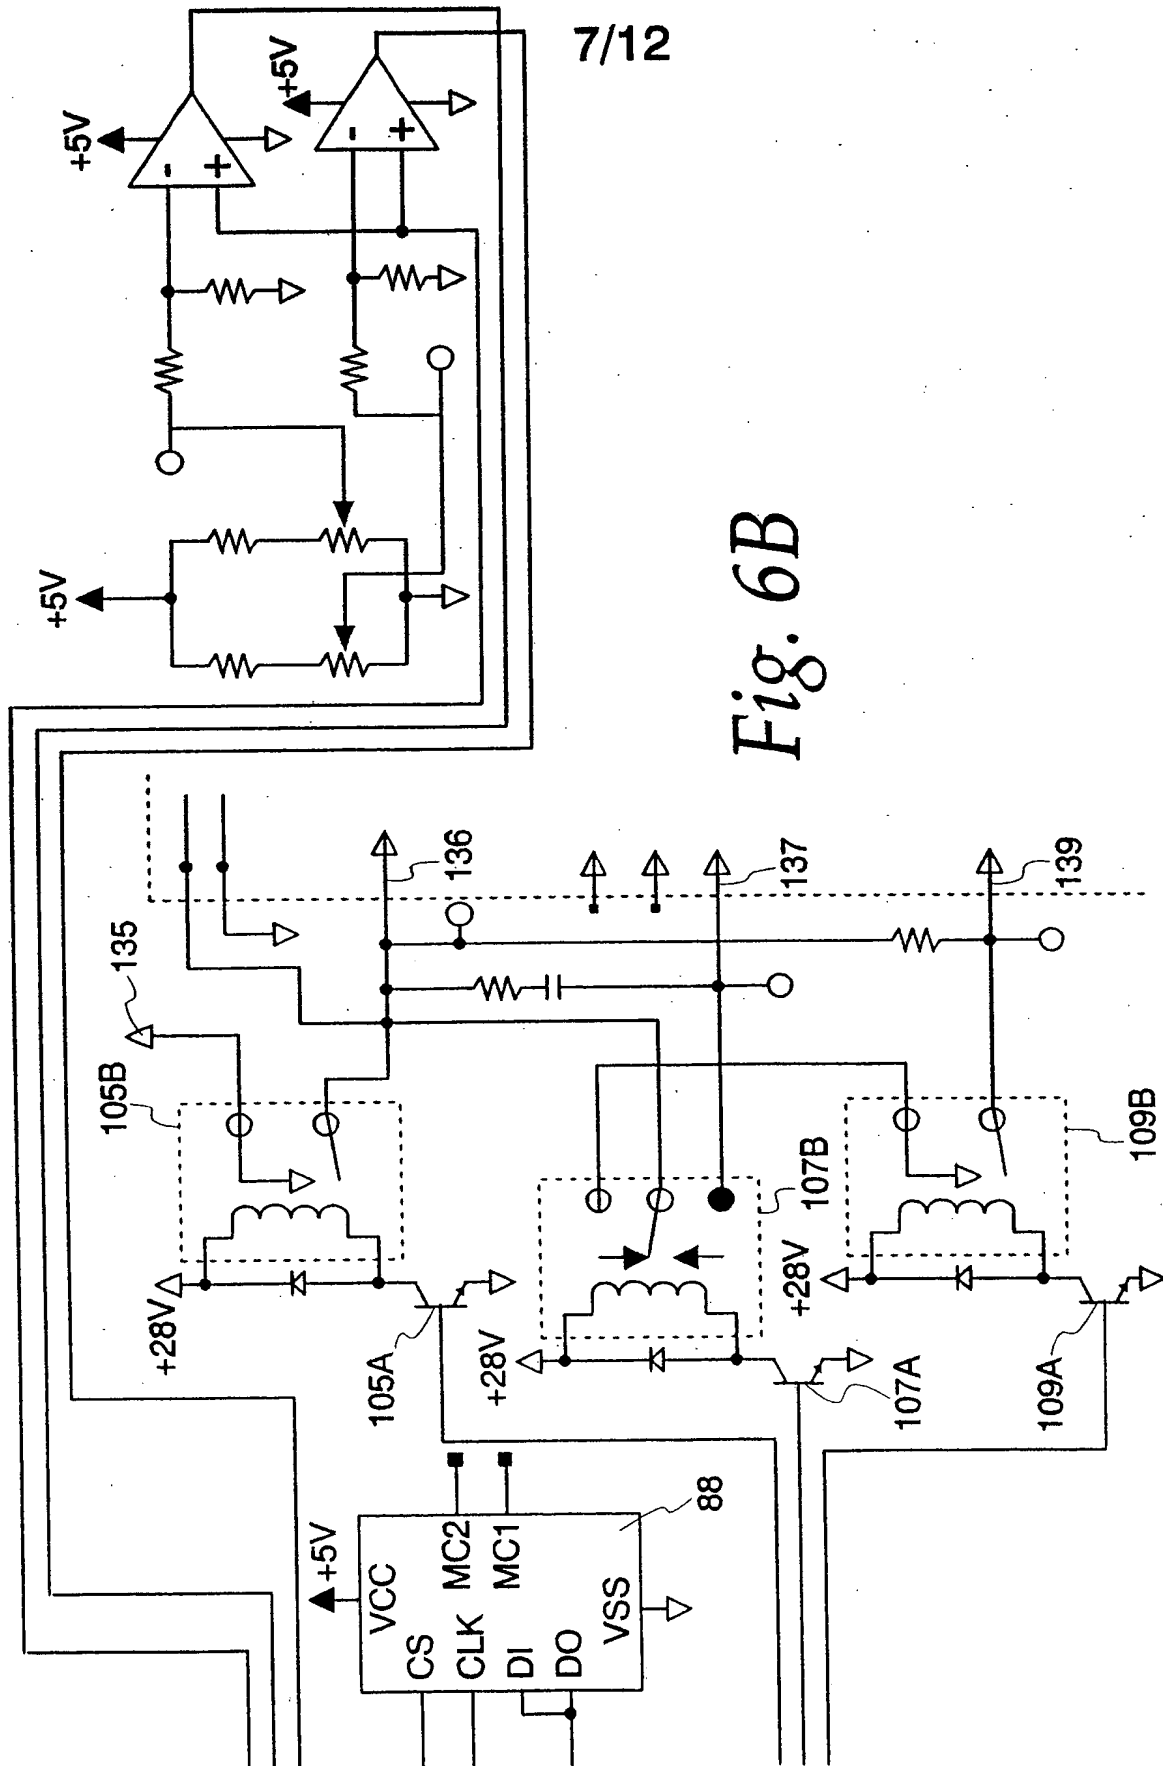 7/12
+5V
+5V
-
+
-
+
+5V
Fig. 6B
135
136
137
139
105B
107B
109B
+28V
105A
+28V
107A
+28V
109A
+5V
88
VCC
CS
CLK
DI
DO
MC2
MC1
VSS